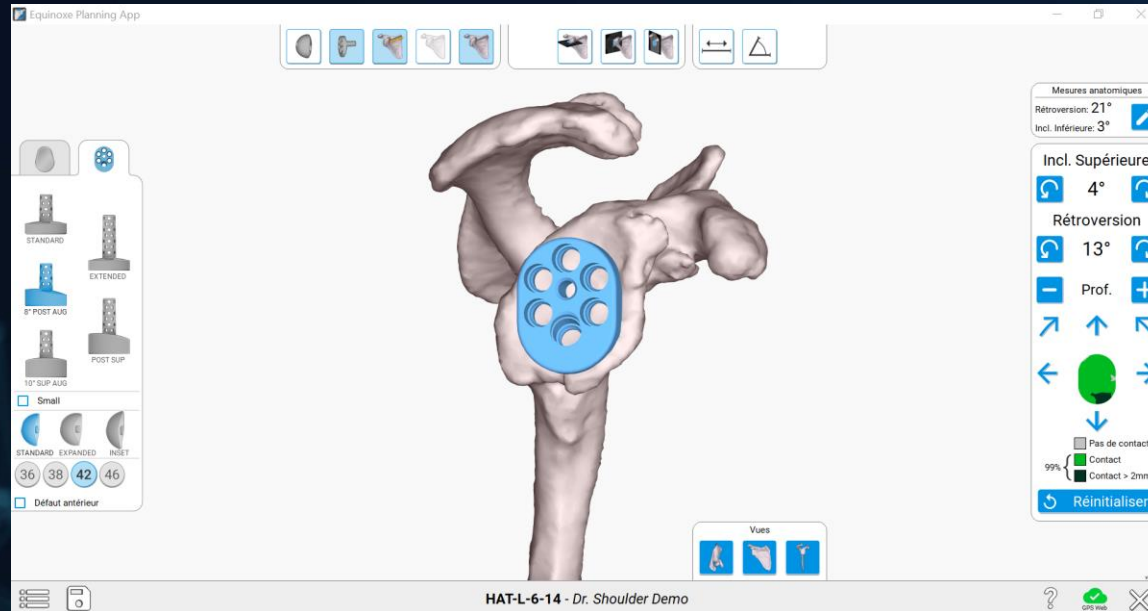 Equinoxe Planning App
STANDARD
EXTENDED
8° POST AUG
POST SUP
10° SUP AUG
Small
STANDARD EXPANDED INSET
36 38 42 46
Défaut antérieur
Mesures anatomiques
Rétroversion: 21°
Incl. Inférieure: 3°
Incl. Supérieure
4°
Rétroversion
13°
Prof.
Pas de contact
99% { Contact
Contact > 2mm
Réinitialiser
Vues
HAT-L-6-14 - Dr. Shoulder Demo
GPS Web